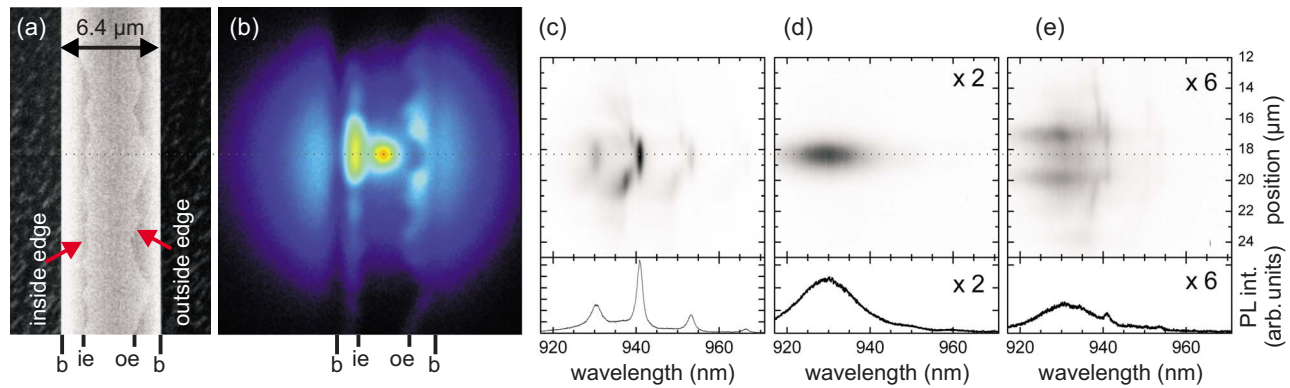 (a)
6.4 µm
inside edge
outside edge
b
ie
oe
b
(b)
b
ie
oe
b
(c)
920
940
960
wavelength (nm)
(d)
x 2
x 2
920
940
960
wavelength (nm)
(e)
x 6
12
14
16
18
20
22
24
position (µm)
x 6
PL int.
(arb. units)
920
940
960
wavelength (nm)